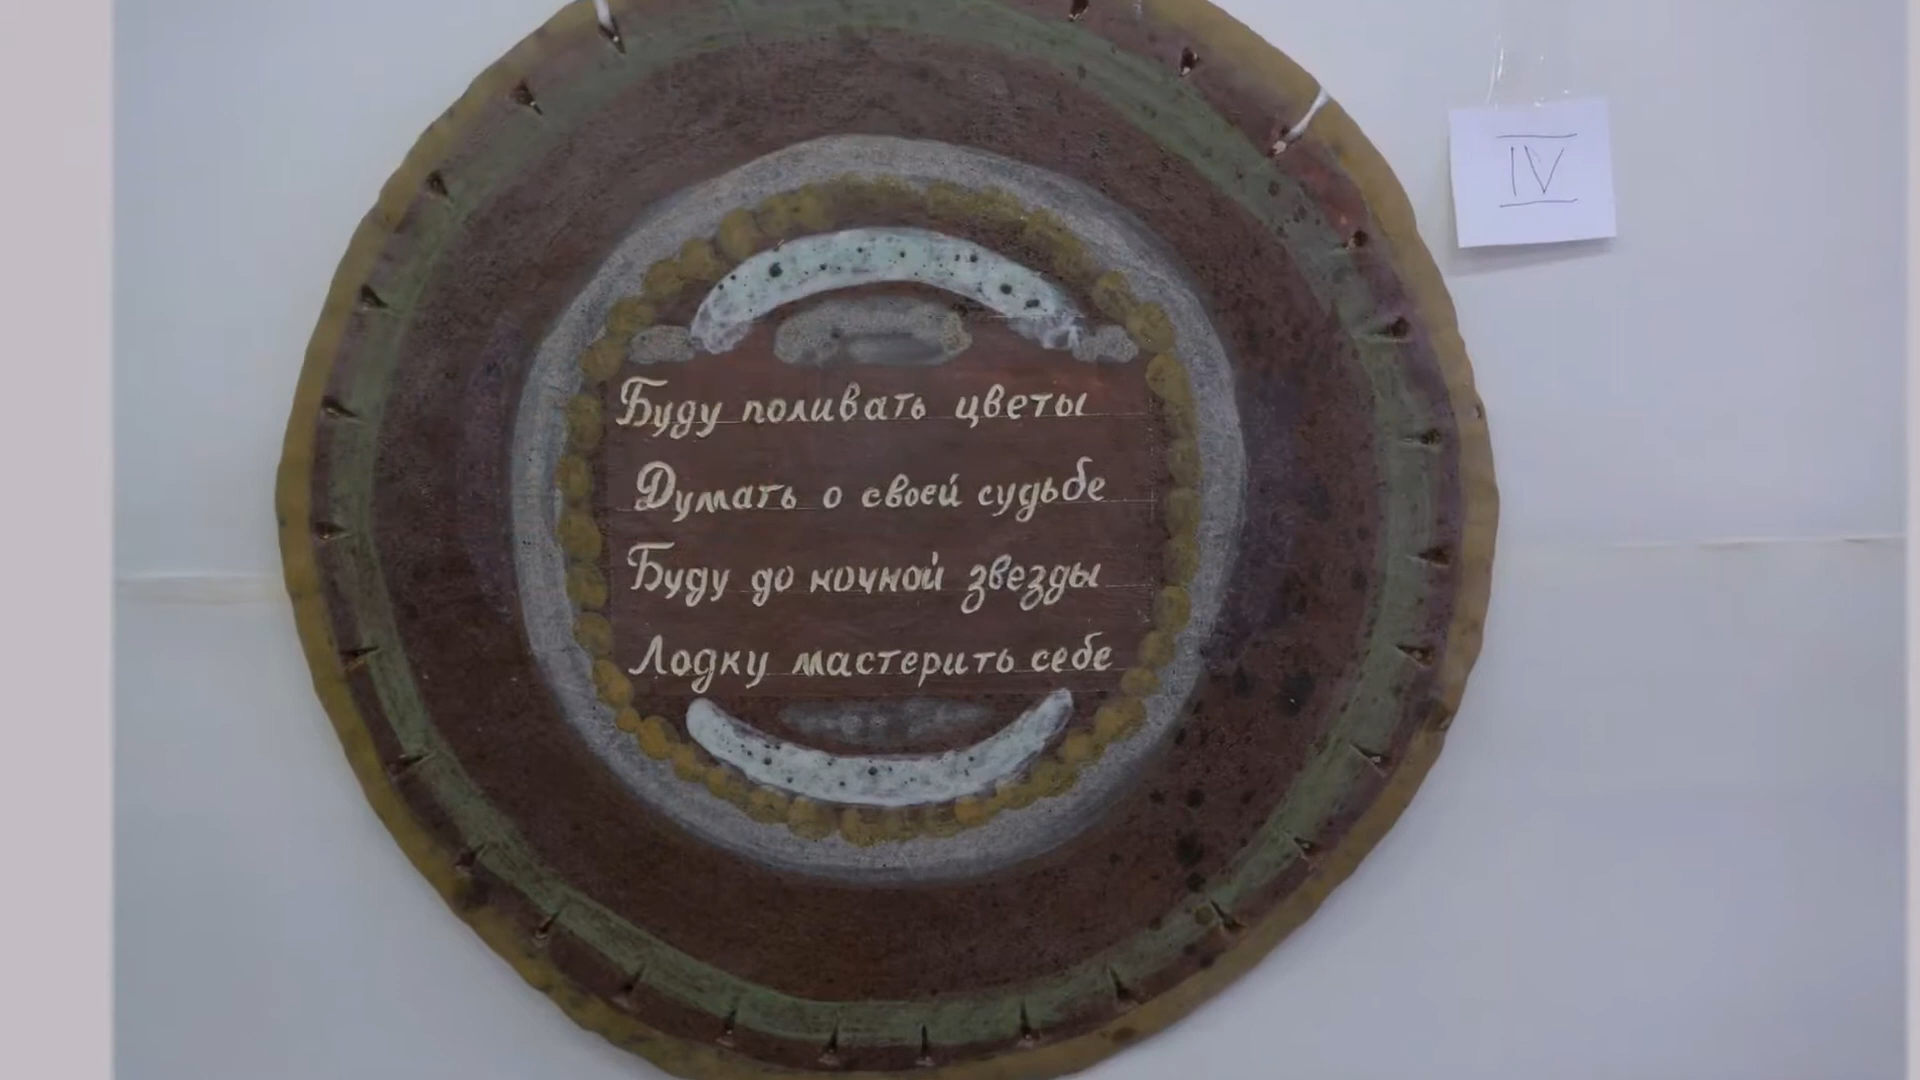 Буду поливать цветы
Думать о своей судьбе
Буду до ночной звезды
Лодку мастерить себе
IV